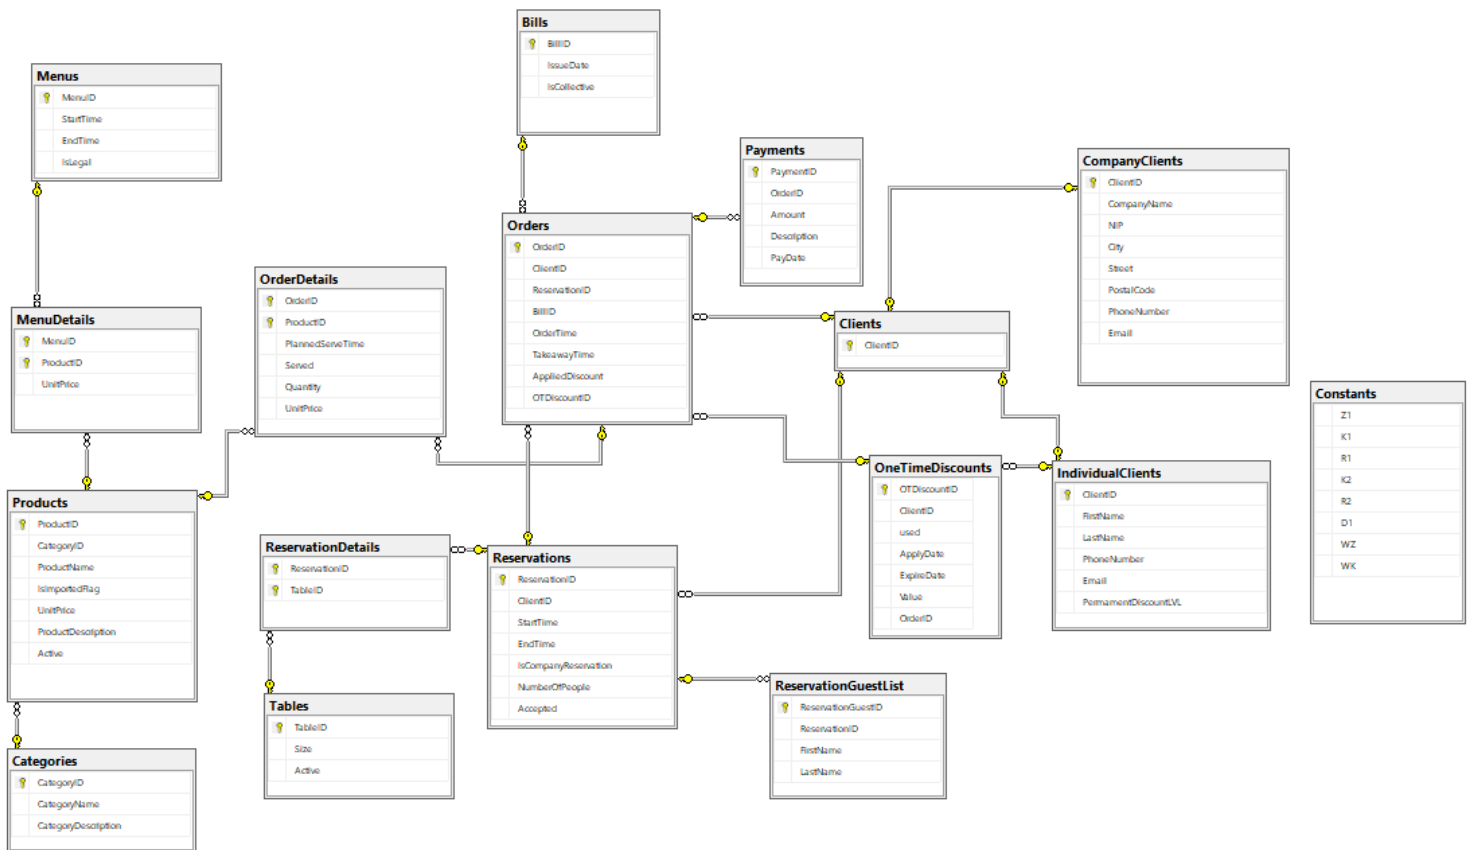 Bills
BillID
IssueDate
IsCollective
Menus
MenuID
StartTime
EndTime
IsLegal
Payments
PaymentID
OrderID
Amount
Description
PayDate
CompanyClients
ClientID
CompanyName
NIP
City
Street
PostalCode
PhoneNumber
Email
Orders
OrderID
ClientID
ReservationID
BillID
OrderTime
TakeawayTime
AppliedDiscount
OTDiscountID
OrderDetails
OrderID
ProductID
PlannedServeTime
Served
Quantity
UnitPrice
MenuDetails
MenuID
ProductID
UnitPrice
Clients
ClientID
Constants
Z1
K1
R1
K2
R2
D1
WZ
WK
OneTimeDiscounts
OTDiscountID
ClientID
used
ApplyDate
ExpireDate
Value
OrderID
IndividualClients
ClientID
FirstName
LastName
PhoneNumber
Email
PermamentDiscountLVL
Products
ProductID
CategoryID
ProductName
IsImportedFlag
UnitPrice
ProductDescription
Active
ReservationDetails
ReservationID
TableID
Reservations
ReservationID
ClientID
StartTime
EndTime
IsCompanyReservation
NumberOfPeople
Accepted
ReservationGuestList
ReservationGuestID
ReservationID
FirstName
LastName
Tables
TableID
Size
Active
Categories
CategoryID
CategoryName
CategoryDescription